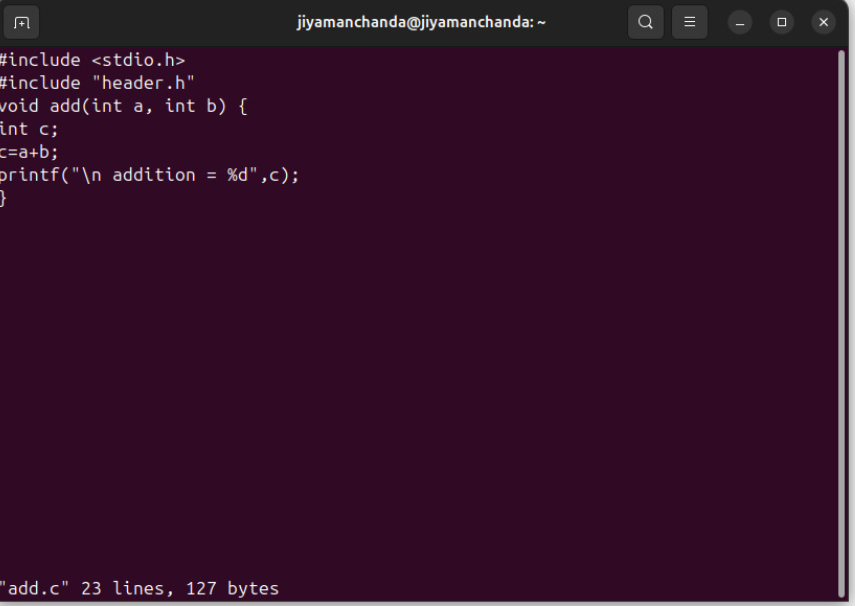 jiyamanchanda@jiyamanchanda: ~
#include <stdio.h>
#include "header.h"
void add(int a, int b) {
int c;
c=a+b;
printf("\n addition = %d",c);
}
"add.c" 23 lines, 127 bytes